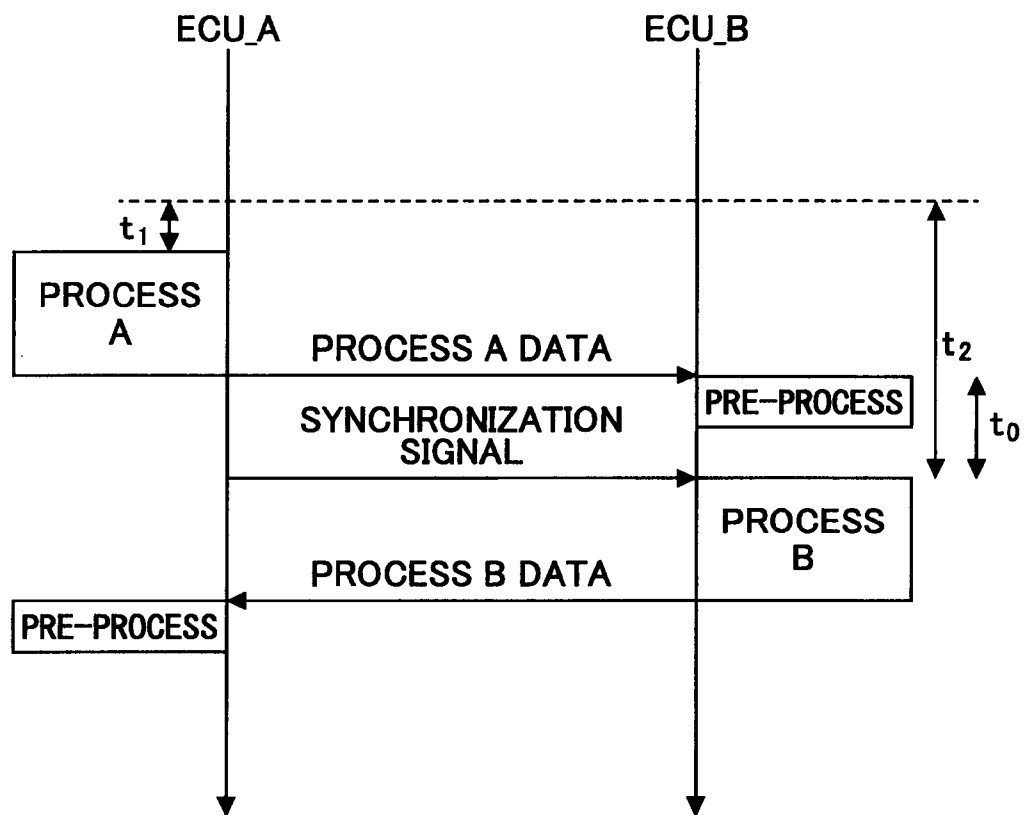 ECU_A
ECU_B
t₁
PROCESS
A
PROCESS A DATA
t₂
PRE-PROCESS
t₀
SYNCHRONIZATION
SIGNAL
PROCESS
B
PROCESS B DATA
PRE-PROCESS